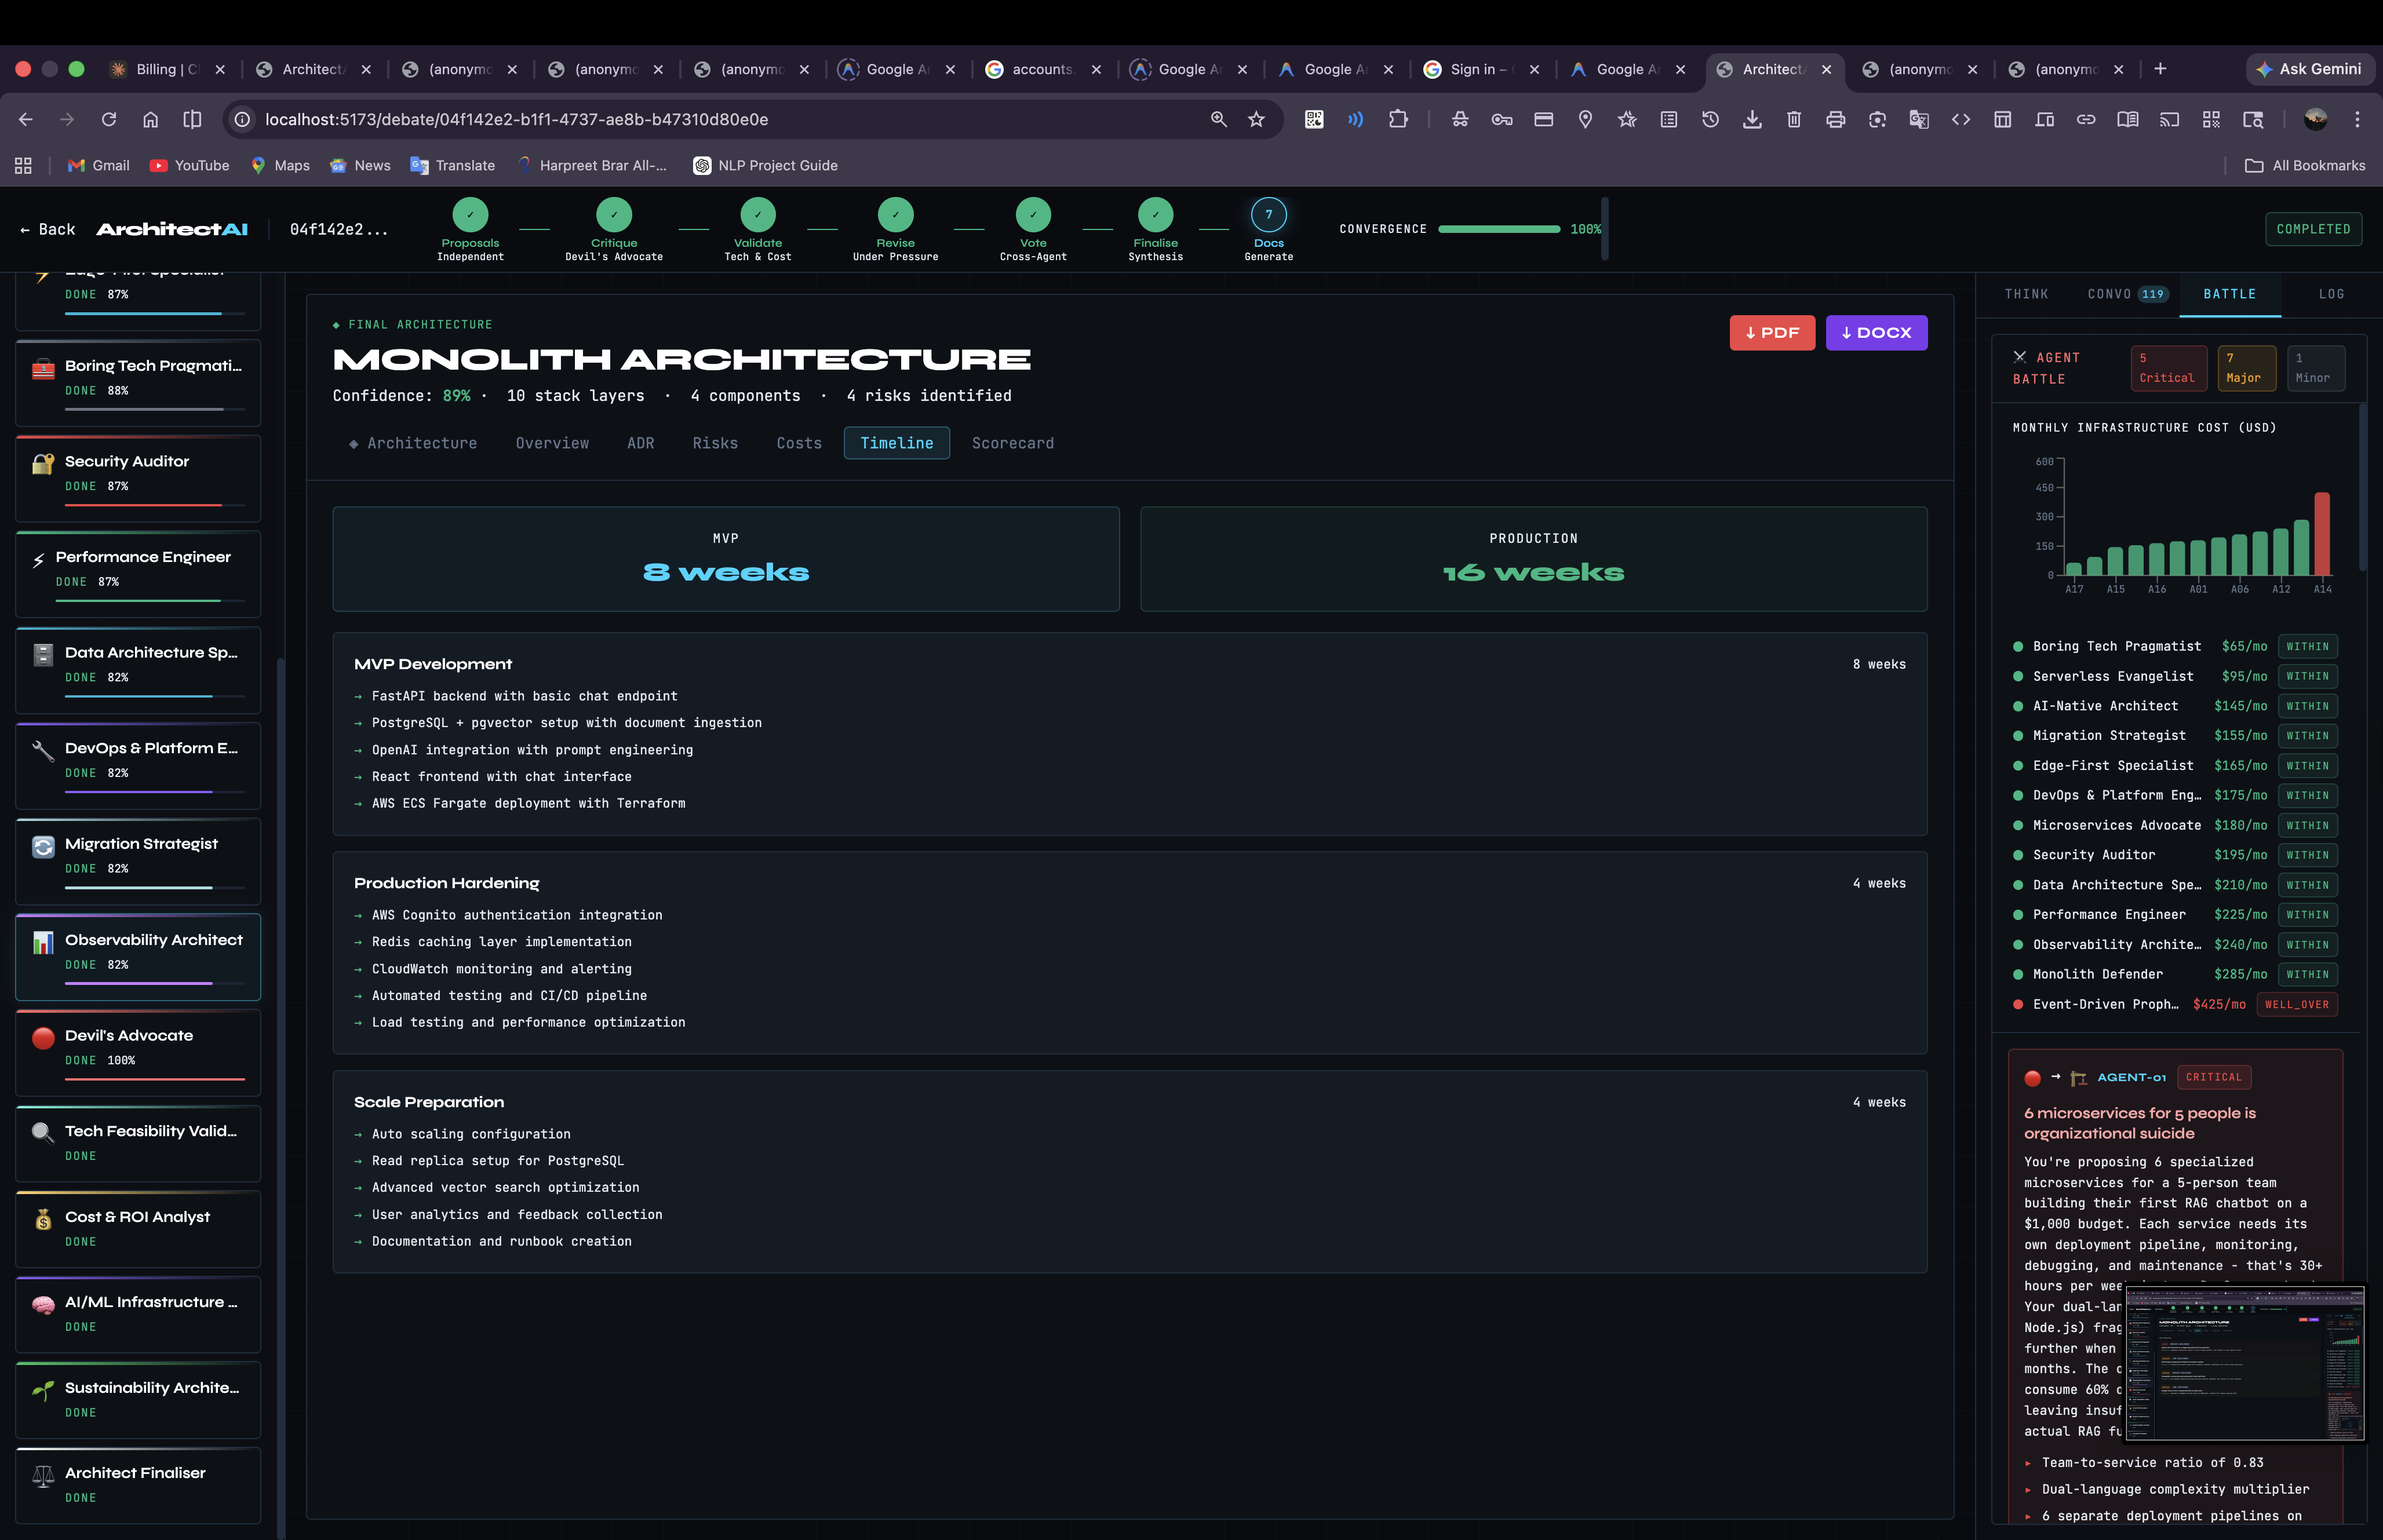 Billing | C
Architect
(anonymo
(anonymo
(anonymo
Google Ar
accounts.
Google Ar
Google Ar
Sign in –
Google Ar
Architect
(anonymo
(anonymo
Ask Gemini
localhost:5173/debate/04f142e2-b1f1-4737-ae8b-b47310d80e0e
Gmail
YouTube
Maps
News
Translate
Harpreet Brar All-...
NLP Project Guide
All Bookmarks
← Back
ArchitectAI
04f142e2...
✓ Proposals
Independent
✓ Critique
Devil's Advocate
✓ Validate
Tech & Cost
✓ Revise
Under Pressure
✓ Vote
Cross-Agent
✓ Finalise
Synthesis
7 Docs
Generate
CONVERGENCE 100%
COMPLETED
DONE 87%
Boring Tech Pragmati...
DONE 88%
Security Auditor
DONE 87%
Performance Engineer
DONE 87%
Data Architecture Sp...
DONE 82%
DevOps & Platform E...
DONE 82%
Migration Strategist
DONE 82%
Observability Architect
DONE 82%
Devil's Advocate
DONE 100%
Tech Feasibility Valid...
DONE
Cost & ROI Analyst
DONE
AI/ML Infrastructure ...
DONE
Sustainability Archite...
DONE
Architect Finaliser
DONE
◆ FINAL ARCHITECTURE
MONOLITH ARCHITECTURE
Confidence: 89% · 10 stack layers · 4 components · 4 risks identified
↓ PDF
↓ DOCX
◆ Architecture
Overview
ADR
Risks
Costs
Timeline
Scorecard
MVP
8 weeks
PRODUCTION
16 weeks
MVP Development
8 weeks
→ FastAPI backend with basic chat endpoint
→ PostgreSQL + pgvector setup with document ingestion
→ OpenAI integration with prompt engineering
→ React frontend with chat interface
→ AWS ECS Fargate deployment with Terraform
Production Hardening
4 weeks
→ AWS Cognito authentication integration
→ Redis caching layer implementation
→ CloudWatch monitoring and alerting
→ Automated testing and CI/CD pipeline
→ Load testing and performance optimization
Scale Preparation
4 weeks
→ Auto scaling configuration
→ Read replica setup for PostgreSQL
→ Advanced vector search optimization
→ User analytics and feedback collection
→ Documentation and runbook creation
THINK
CONVO 119
BATTLE
LOG
AGENT
BATTLE
5
Critical
7
Major
1
Minor
MONTHLY INFRASTRUCTURE COST (USD)
600
450
300
150
0
A17 A15 A16 A01 A06 A12 A14
Boring Tech Pragmatist $65/mo WITHIN
Serverless Evangelist $95/mo WITHIN
AI-Native Architect $145/mo WITHIN
Migration Strategist $155/mo WITHIN
Edge-First Specialist $165/mo WITHIN
DevOps & Platform Eng… $175/mo WITHIN
Microservices Advocate $180/mo WITHIN
Security Auditor $195/mo WITHIN
Data Architecture Spe… $210/mo WITHIN
Performance Engineer $225/mo WITHIN
Observability Archite… $240/mo WITHIN
Monolith Defender $285/mo WITHIN
Event-Driven Proph… $425/mo WELL_OVER
→ AGENT-01 CRITICAL
6 microservices for 5 people is
organizational suicide
You're proposing 6 specialized
microservices for a 5-person team
building their first RAG chatbot on a
$1,000 budget. Each service needs its
own deployment pipeline, monitoring,
debugging, and maintenance - that's 30+
hours per
Your
Node.js)
further when
months. The
consume 60%
leaving
actual RAG
▸ Team-to-service ratio of 0.83
▸ Dual-language complexity multiplier
▸ 6 separate deployment pipelines on